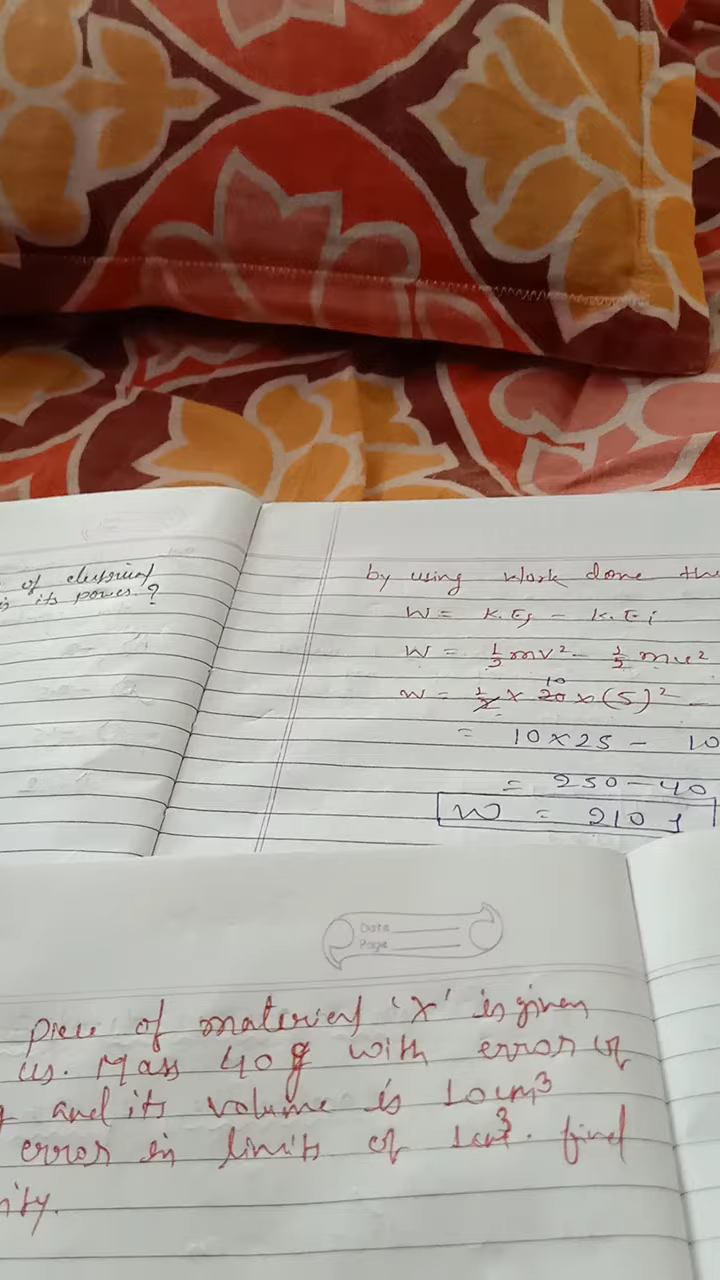 of electrical
is its power?
by using work done the
W = K.Ef - K.Ei
W = ½mv² - ½mu²
10
W = ½ x 20 x (5)² -
= 10x25 - 10
= 250-40
W = 210 J
Date
Page
piece of material 'X' is given
us. Mass 40g with error of
and its volume is 10cm³
error in limits of 1cm³. find
ity.